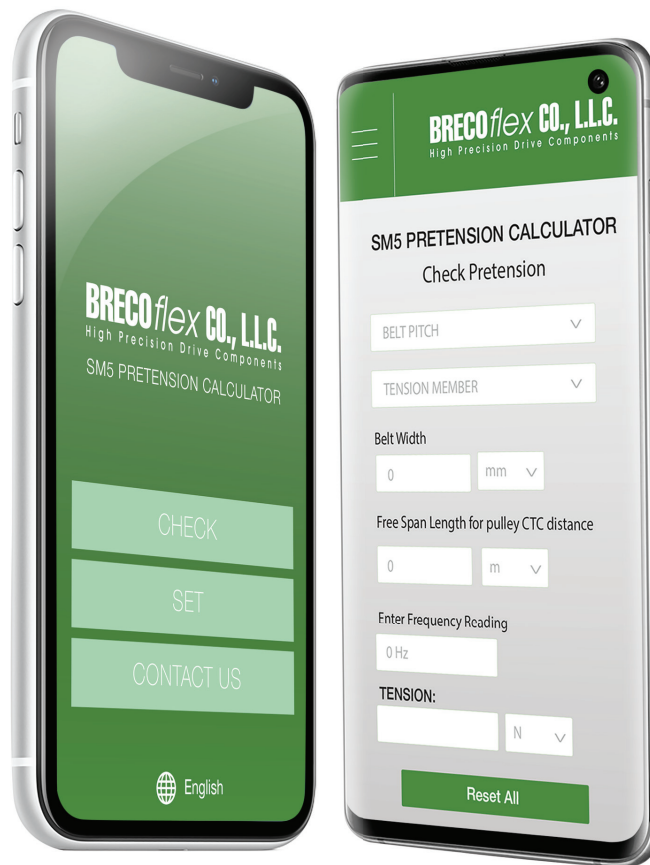 BRECOflex CO., L.L.C.
High Precision Drive Components
SM5 PRETENSION CALCULATOR
CHECK
SET
CONTACT US
English
BRECOflex CO., L.L.C.
High Precision Drive Components
SM5 PRETENSION CALCULATOR
Check Pretension
BELT PITCH
TENSION MEMBER
Belt Width
0 mm
Free Span Length for pulley CTC distance
0 m
Enter Frequency Reading
0 Hz
TENSION:
N
Reset All